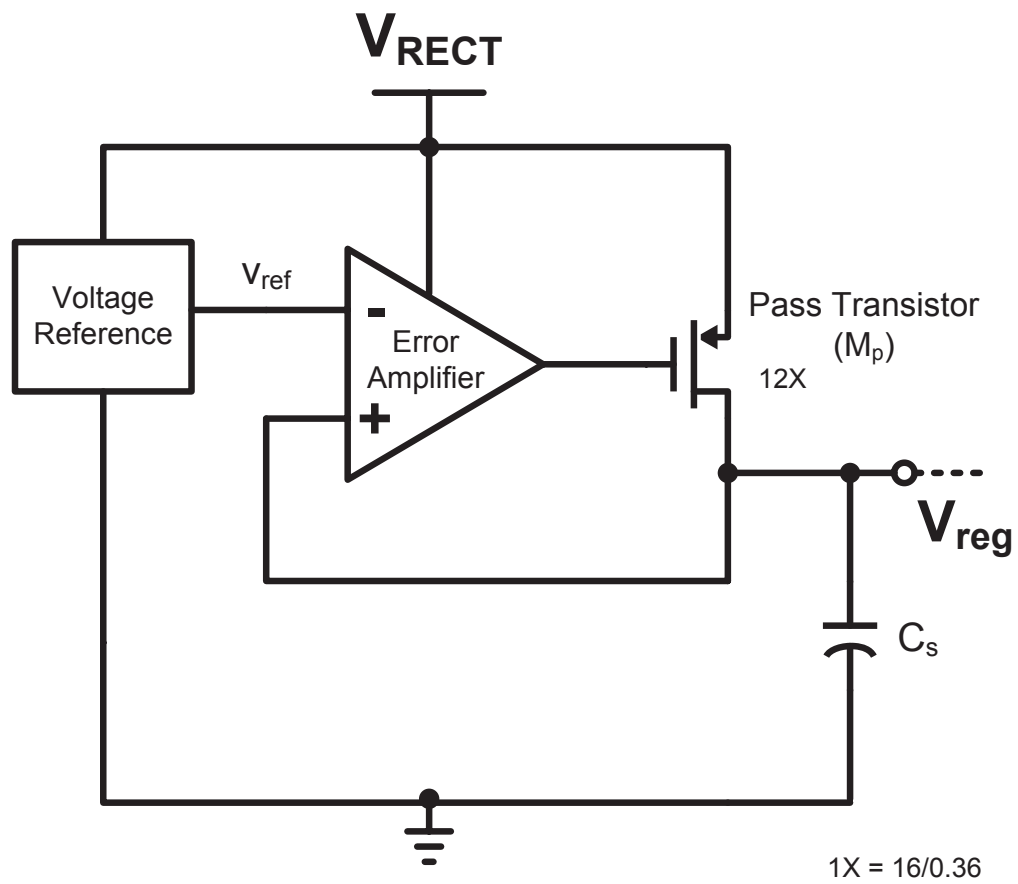 VRECT
Voltage
Reference
vref
-
Error
Amplifier
+
Pass Transistor
(Mp)
12X
Vreg
Cs
1X = 16/0.36